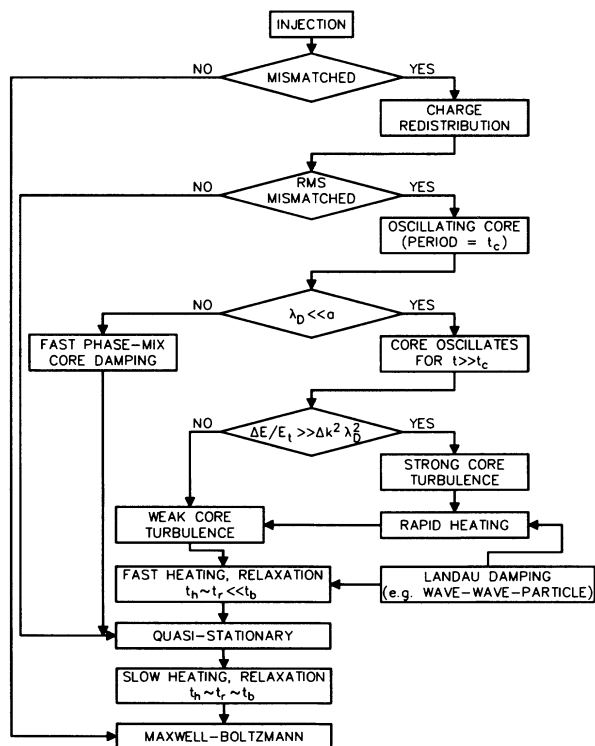 INJECTION
NO
MISMATCHED
YES
CHARGE
REDISTRIBUTION
NO
RMS
MISMATCHED
YES
OSCILLATING CORE
(PERIOD = t_c)
NO
λ_D<<a
YES
FAST PHASE-MIX
CORE DAMPING
CORE OSCILLATES
FOR t>>t_c
NO
ΔE/E_t >>Δk² λ_D²
YES
STRONG CORE
TURBULENCE
WEAK CORE
TURBULENCE
RAPID HEATING
FAST HEATING, RELAXATION
t_h~t_r<<t_b
LANDAU DAMPING
(e.g. WAVE-WAVE-PARTICLE)
QUASI-STATIONARY
SLOW HEATING, RELAXATION
t_h~t_r~t_b
MAXWELL-BOLTZMANN